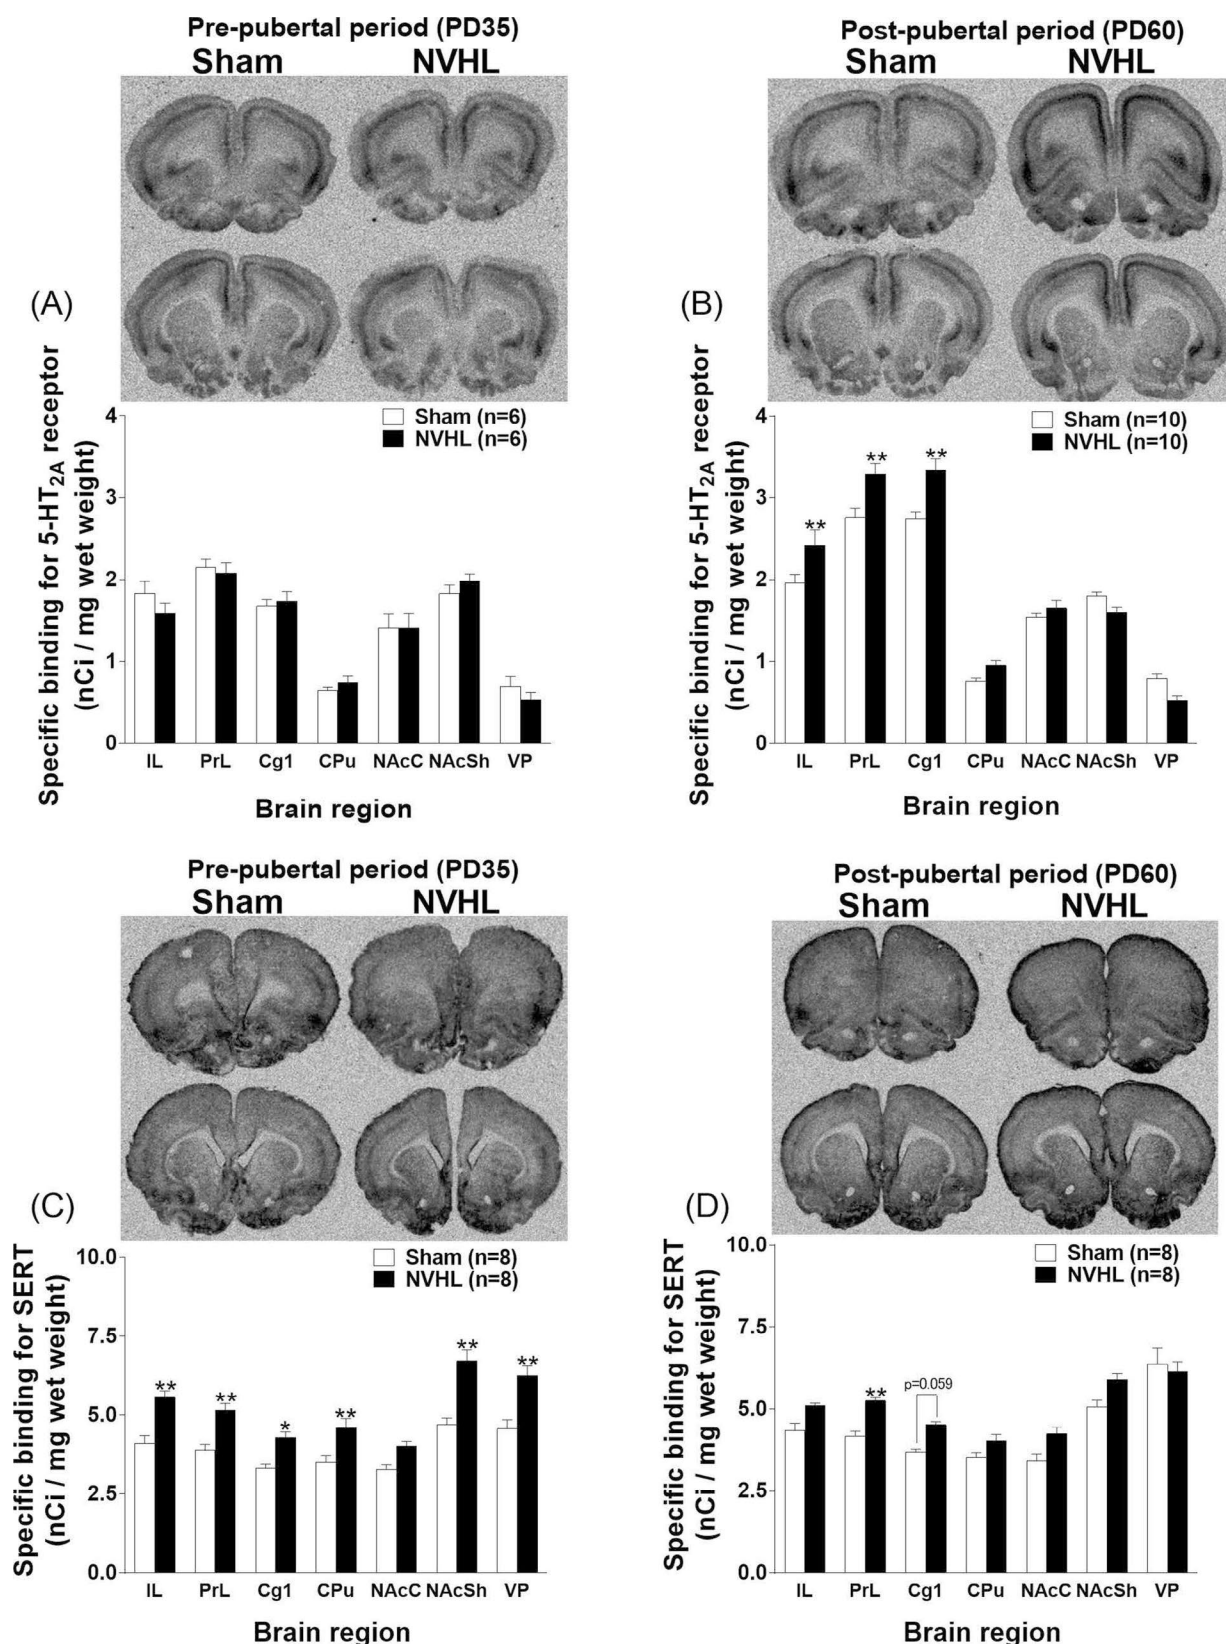 Pre-pubertal period (PD35)
Sham NVHL
(A)
Specific binding for 5-HT2A receptor
(nCi / mg wet weight)
Sham (n=6)
NVHL (n=6)
4
3
2
1
0
IL PrL Cg1 CPu NAcC NAcSh VP
Brain region
Post-pubertal period (PD60)
Sham NVHL
(B)
Specific binding for 5-HT2A receptor
(nCi / mg wet weight)
Sham (n=10)
NVHL (n=10)
4
3
2
1
0
** ** **
IL PrL Cg1 CPu NAcC NAcSh VP
Brain region
Pre-pubertal period (PD35)
Sham NVHL
(C)
Specific binding for SERT
(nCi / mg wet weight)
Sham (n=8)
NVHL (n=8)
10.0
7.5
5.0
2.5
0.0
** ** * ** ** **
IL PrL Cg1 CPu NAcC NAcSh VP
Brain region
Post-pubertal period (PD60)
Sham NVHL
(D)
Specific binding for SERT
(nCi / mg wet weight)
Sham (n=8)
NVHL (n=8)
10.0
7.5
5.0
2.5
0.0
** p=0.059
IL PrL Cg1 CPu NAcC NAcSh VP
Brain region